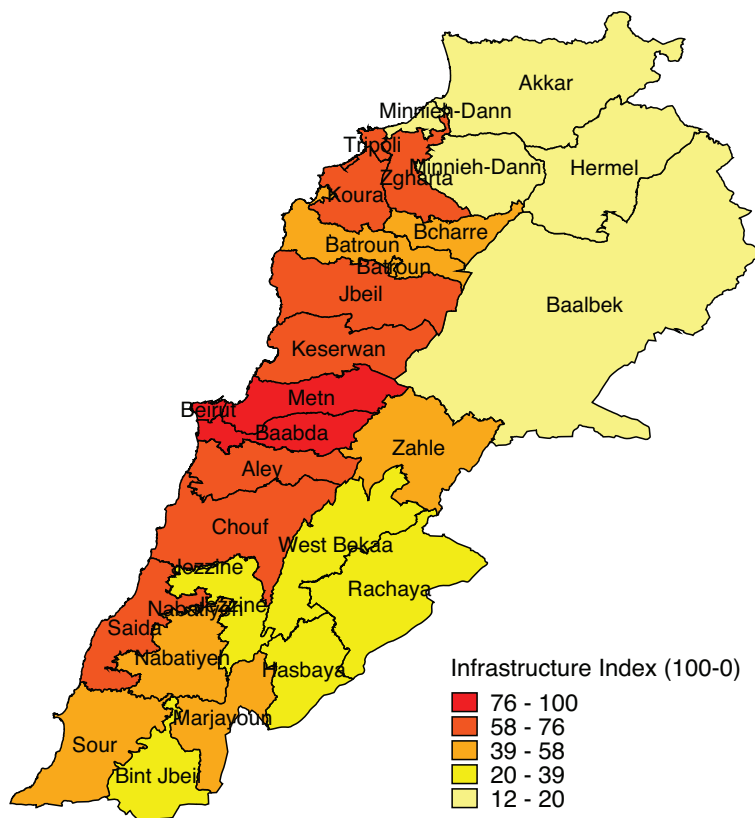 Akkar
Minnieh-Dann
Tripoli
Minnieh-Dann
Hermel
Zgharta
Koura
Bcharre
Batroun
Batroun
Jbeil
Baalbek
Keserwan
Metn
Beirut
Baabda
Zahle
Aley
Chouf
West Bekaa
Jezzine
Rachaya
Jezzine
Nabatiyeh
Saida
Nabatiyeh
Hasbaya
Marjayoun
Sour
Bint Jbeil
Infrastructure Index (100-0)
76 - 100
58 - 76
39 - 58
20 - 39
12 - 20